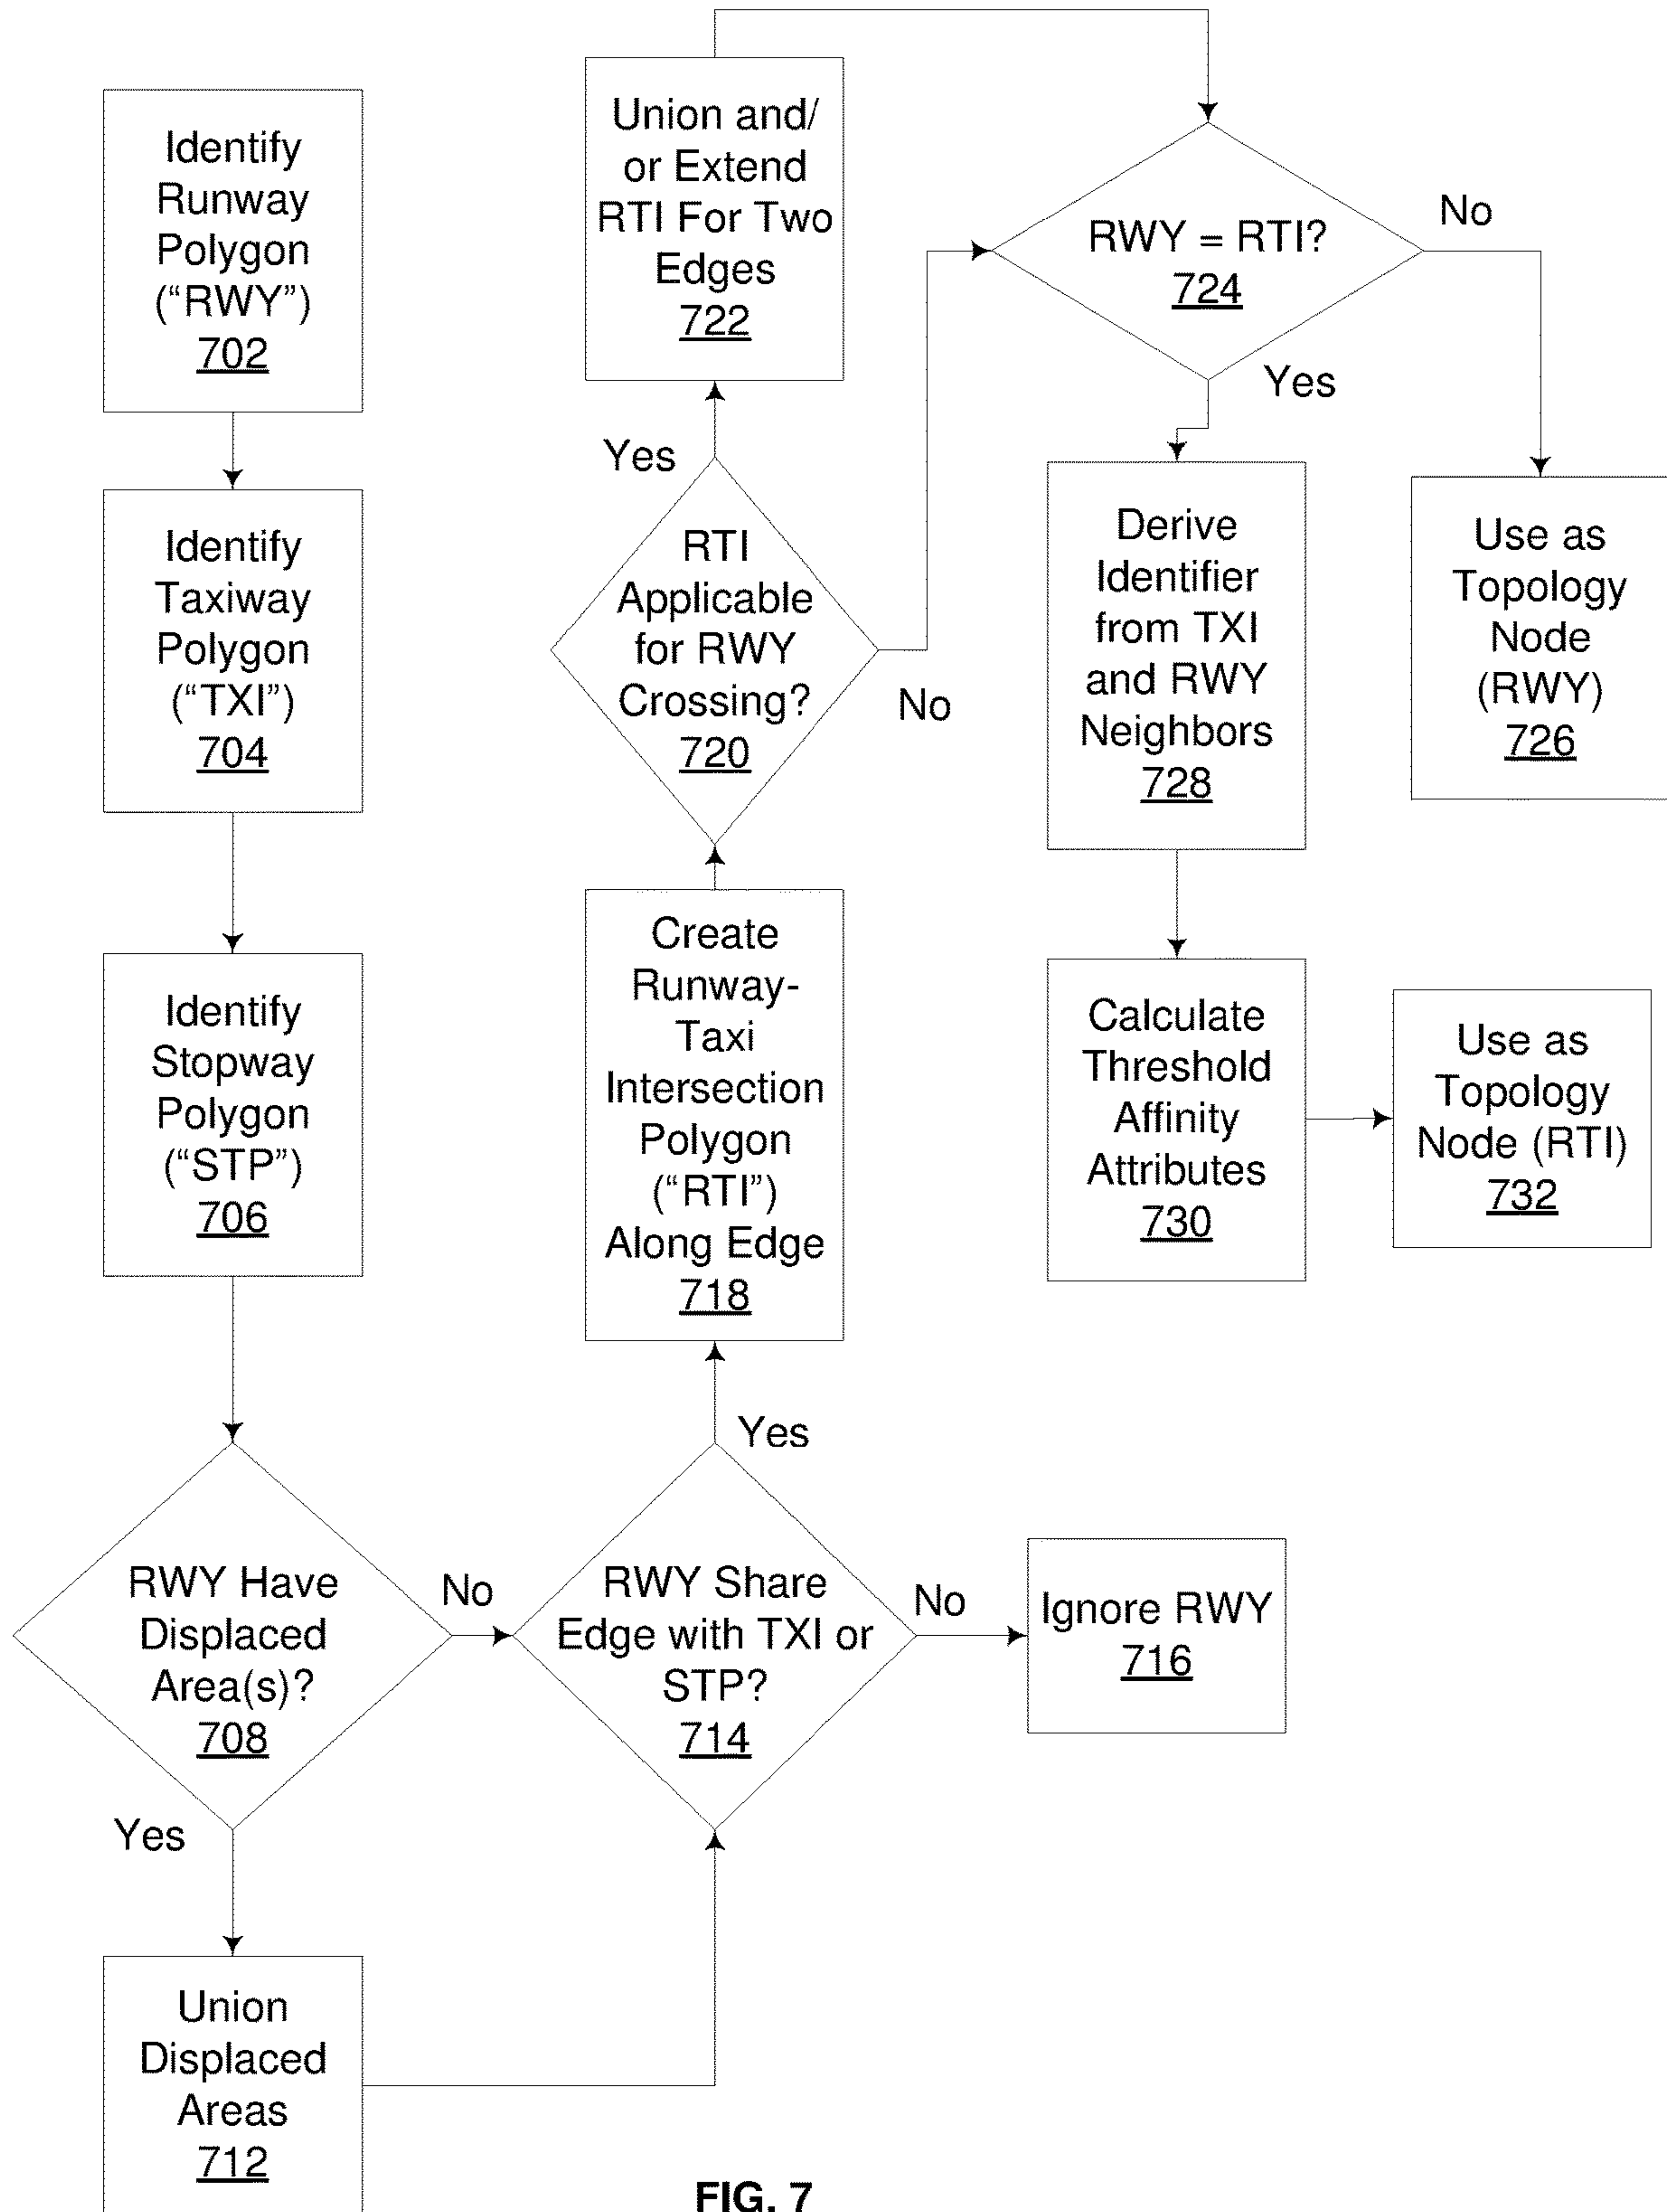 Identify
Runway
Polygon
("RWY")
702
Identify
Taxiway
Polygon
("TXI")
704
Identify
Stopway
Polygon
("STP")
706
RWY Have
Displaced
Area(s)?
708
No
Yes
Union
Displaced
Areas
712
RWY Share
Edge with TXI or
STP?
714
No
Ignore RWY
716
Yes
Create
Runway-
Taxi
Intersection
Polygon
("RTI")
Along Edge
718
RTI
Applicable
for RWY
Crossing?
720
Yes
No
Union and/
or Extend
RTI For Two
Edges
722
RWY = RTI?
724
No
Yes
Use as
Topology
Node
(RWY)
726
Derive
Identifier
from TXI
and RWY
Neighbors
728
Calculate
Threshold
Affinity
Attributes
730
Use as
Topology
Node (RTI)
732
FIG. 7